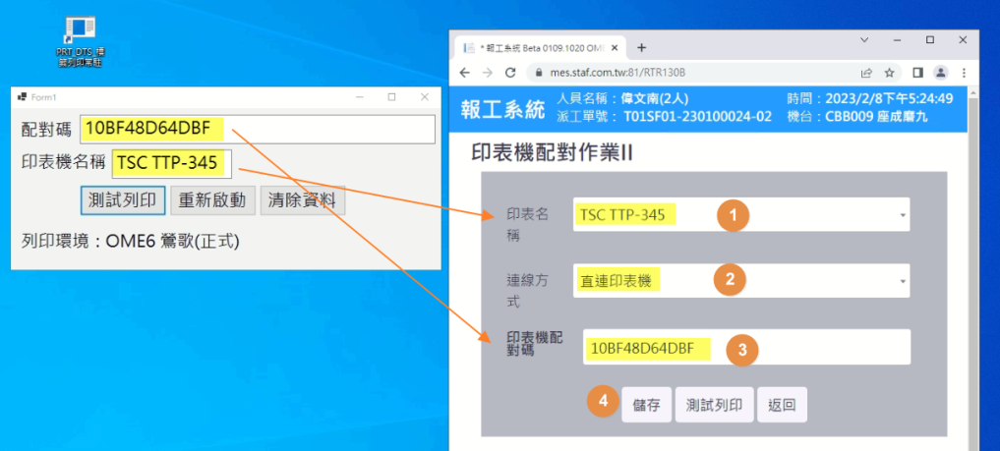 PRT_DTS_標
籤列印常駐
Form1
配對碼 10BF48D64DBF
印表機名稱 TSC TTP-345
測試列印 重新啟動 清除資料
列印環境：OME6 鶯歌(正式)
* 報工系統 Beta 0109.1020 OME
mes.staf.com.tw:81/RTR130B
報工系統
人員名稱：偉文南(2人)
派工單號： T01SF01-230100024-02
時間：2023/2/8下午5:24:49
機台：CBB009 座成磨九
印表機配對作業II
印表名
稱
TSC TTP-345
1
連線方
式
直連印表機
2
印表機配
對碼
10BF48D64DBF
3
4 儲存 測試列印 返回